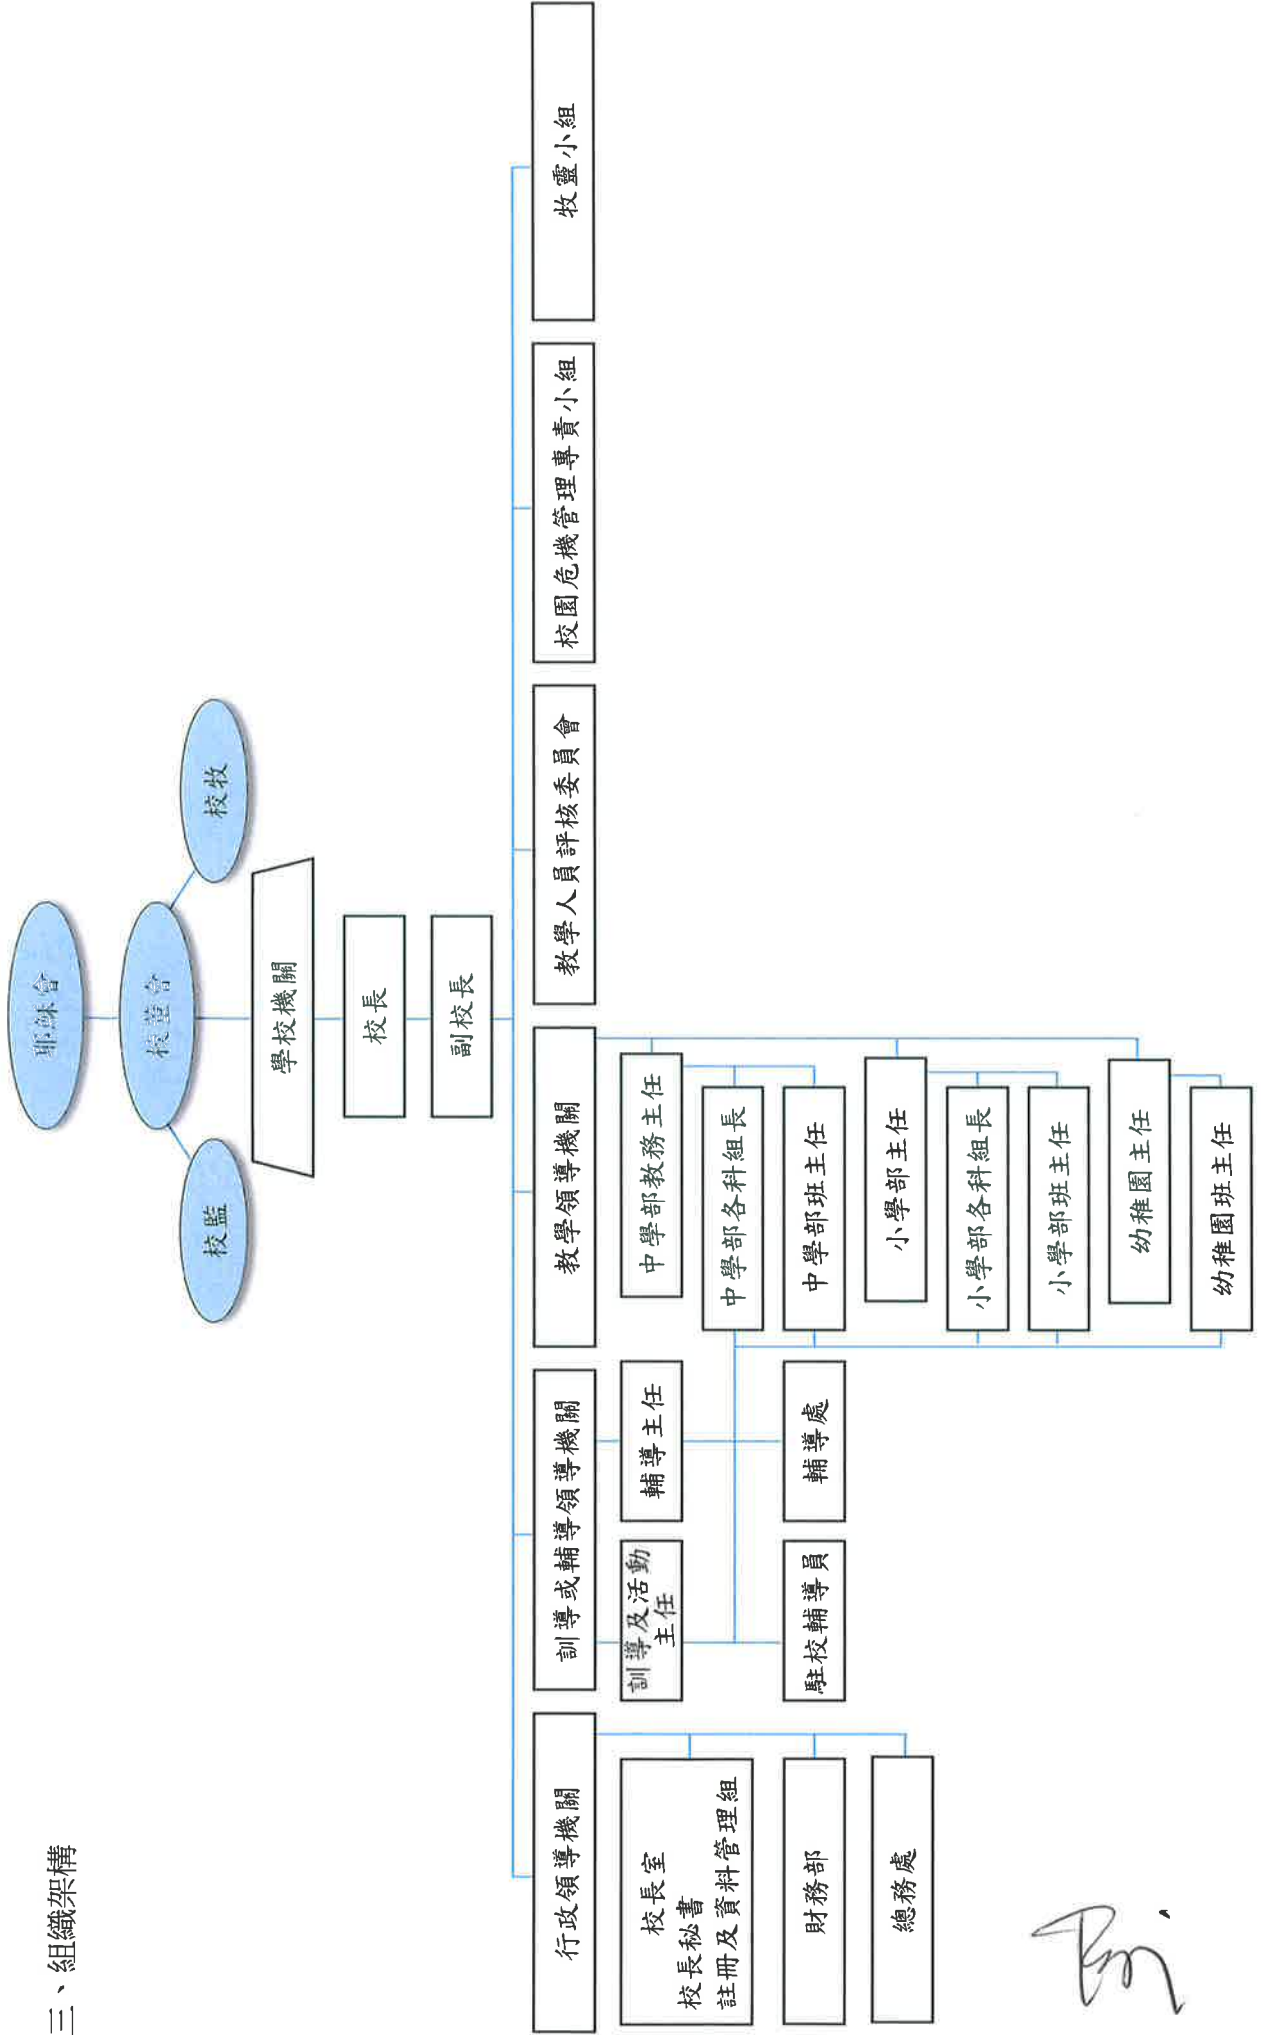 三、組織架構
耶穌會
校董會
校監
校牧
學校機關
校長
副校長
行政領導機關
訓導或輔導領導機關
教學領導機關
教學人員評核委員會
校園危機管理專責小組
牧靈小組
校長室
校長秘書
註冊及資料管理組
財務部
總務處
訓導及活動
主任
輔導主任
駐校輔導員
輔導處
中學部教務主任
中學部各科組長
中學部班主任
小學部主任
小學部各科組長
小學部班主任
幼稚園主任
幼稚園班主任